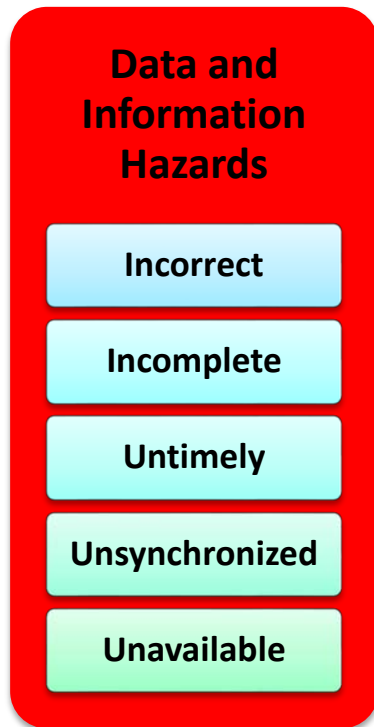 Data and
Information
Hazards
Incorrect
Incomplete
Untimely
Unsynchronized
Unavailable